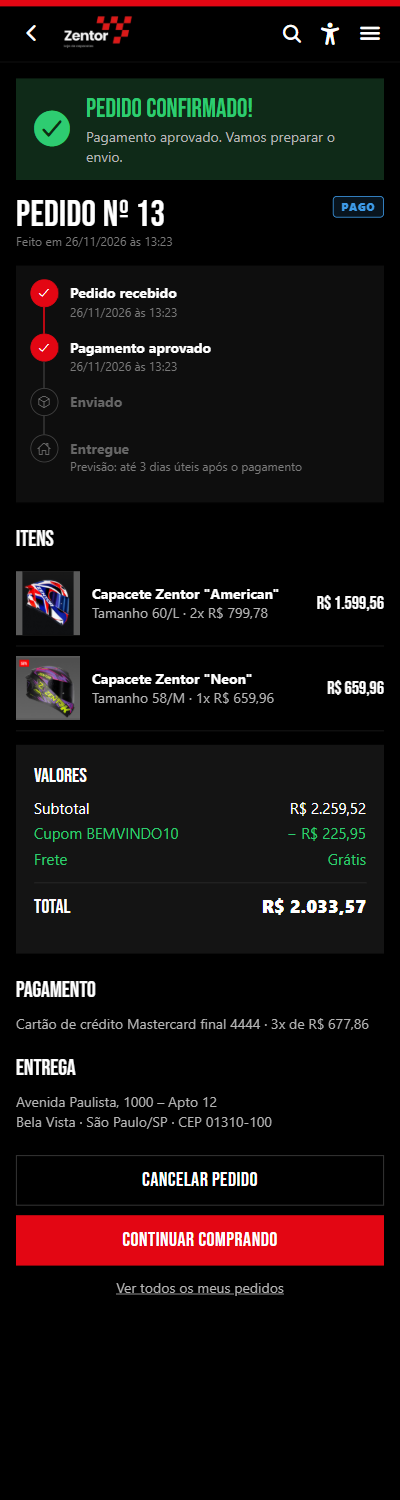 Zentor
PEDIDO CONFIRMADO!
Pagamento aprovado. Vamos preparar o
envio.
PEDIDO Nº 13
PAGO
Feito em 26/11/2026 às 13:23
Pedido recebido
26/11/2026 às 13:23
Pagamento aprovado
26/11/2026 às 13:23
Enviado
Entregue
Previsão: até 3 dias úteis após o pagamento
ITENS
Capacete Zentor "American"
Tamanho 60/L · 2x R$ 799,78
R$ 1.599,56
Capacete Zentor "Neon"
Tamanho 58/M · 1x R$ 659,96
R$ 659,96
VALORES
Subtotal R$ 2.259,52
Cupom BEMVINDO10 − R$ 225,95
Frete Grátis
TOTAL R$ 2.033,57
PAGAMENTO
Cartão de crédito Mastercard final 4444 · 3x de R$ 677,86
ENTREGA
Avenida Paulista, 1000 – Apto 12
Bela Vista · São Paulo/SP · CEP 01310-100
CANCELAR PEDIDO
CONTINUAR COMPRANDO
Ver todos os meus pedidos